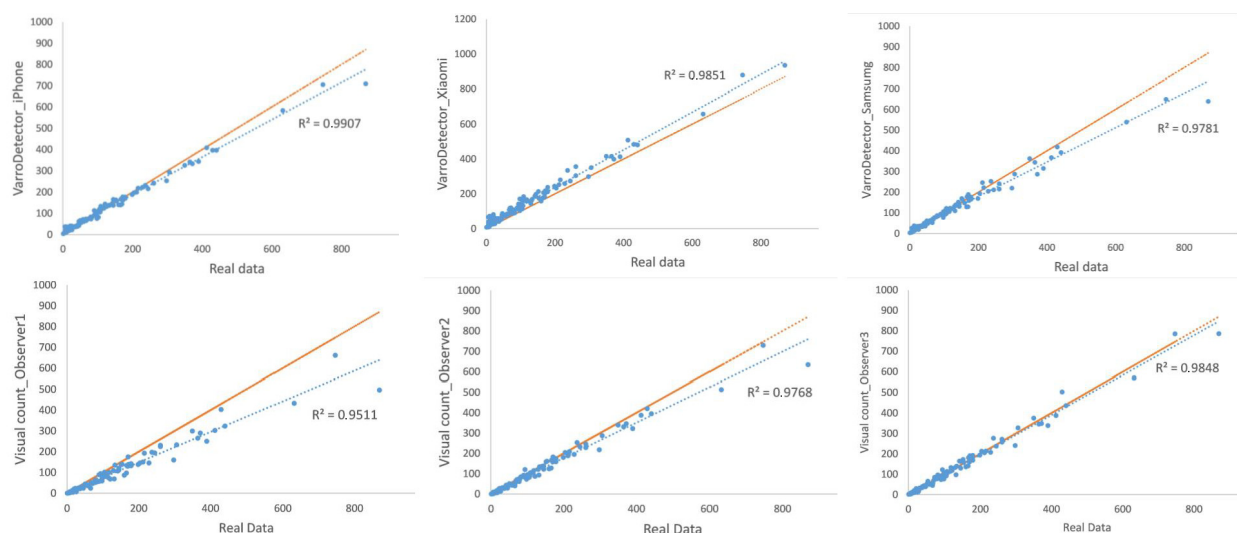 VarroDetector_iPhone
1000
900
800
700
600
500
400
300
200
100
0
0 200 400 600 800
R² = 0.9907
Real data
VarroDetector_Xiaomi
1200
1000
800
600
400
200
0
0 200 400 600 800
R² = 0.9851
Real data
VarroDetector_Samsumg
1000
900
800
700
600
500
400
300
200
100
0
0 200 400 600 800
R² = 0.9781
Real data
Visual count_Observer1
1000
900
800
700
600
500
400
300
200
100
0
0 200 400 600 800
R² = 0.9511
Real Data
Visual count_Observer2
1000
900
800
700
600
500
400
300
200
100
0
0 200 400 600 800
R² = 0.9768
Real Data
Visual count_Observer3
1000
900
800
700
600
500
400
300
200
100
0
0 200 400 600 800
R² = 0.9848
Real Data